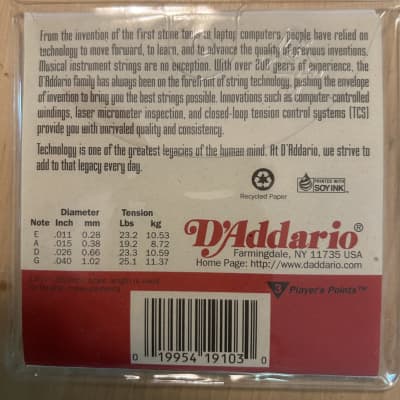 From the invention of the first stone tools to laptop computers, people have relied on
technology to move forward, to learn, and to advance the quality of previous inventions.
Musical instrument strings are no exception. With over 200 years of experience, the
D'Addario family has always been on the forefront of string technology, pushing the envelope
of invention to bring you the best strings possible. Innovations such as computer-controlled
windings, laser micrometer inspection, and closed-loop tension control systems (TCS)
provide you with unrivaled quality and consistency.
Technology is one of the greatest legacies of the human mind. At D'Addario, we strive to
add to that legacy every day.
Recycled Paper
PRINTED WITH
SOY INK
Diameter Tension
Note Inch mm Lbs kg
E .011 0.28 23.2 10.53
A .015 0.38 19.2 8.72
D .026 0.66 23.3 10.59
G .040 1.02 25.1 11.37
D'Addario®
Farmingdale, NY 11735 USA
Home Page: http://www.daddario.com
3 Player's Points™
0 19954 19103 0